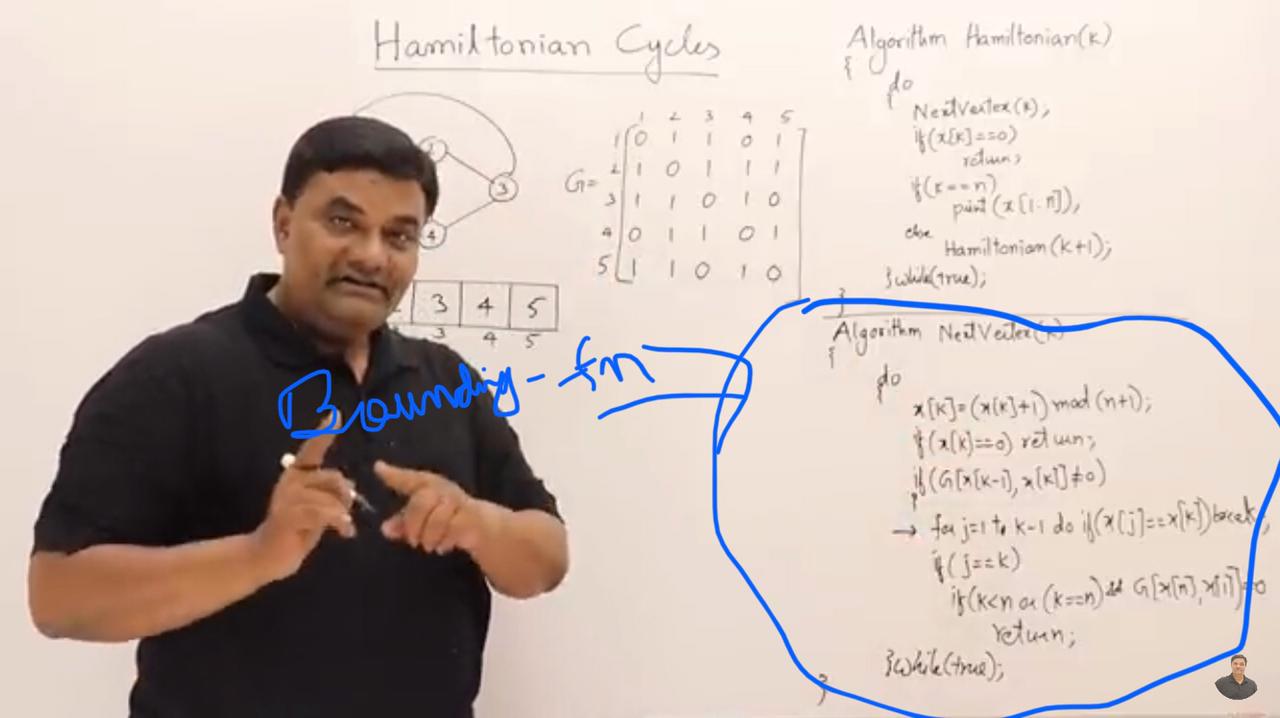 Hamiltonian Cycles
2
3
4
3 4 5
3 4 5
1 2 3 4 5
G=
1 0 1 1 0 1
2 1 0 1 1 1
3 1 1 0 1 0
4 0 1 1 0 1
5 1 1 0 1 0
Bounding-fn
Algorithm Hamiltonian(k)
{
do
{
NextVertex(k);
if(x[k]==0)
return;
if(k==n)
print(x[1:n]);
else
Hamiltonian(k+1);
}while(true);
}
Algorithm NextVertex(k)
{
do
{
x[k]=(x[k]+1)mod(n+1);
if(x[k]==0) return;
if(G[x[k-1],x[k]]≠0)
{
→ for j=1 to k-1 do if(x[j]==x[k])break;
if(j==k)
if(k<n or (k==n) && G[x[n],x[1]]≠0
return;
}while(true);
}